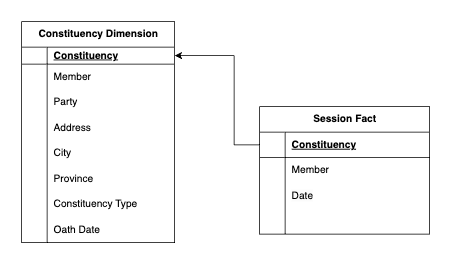 Constituency Dimension
Constituency
Member
Party
Address
City
Province
Constituency Type
Oath Date
Session Fact
Constituency
Member
Date